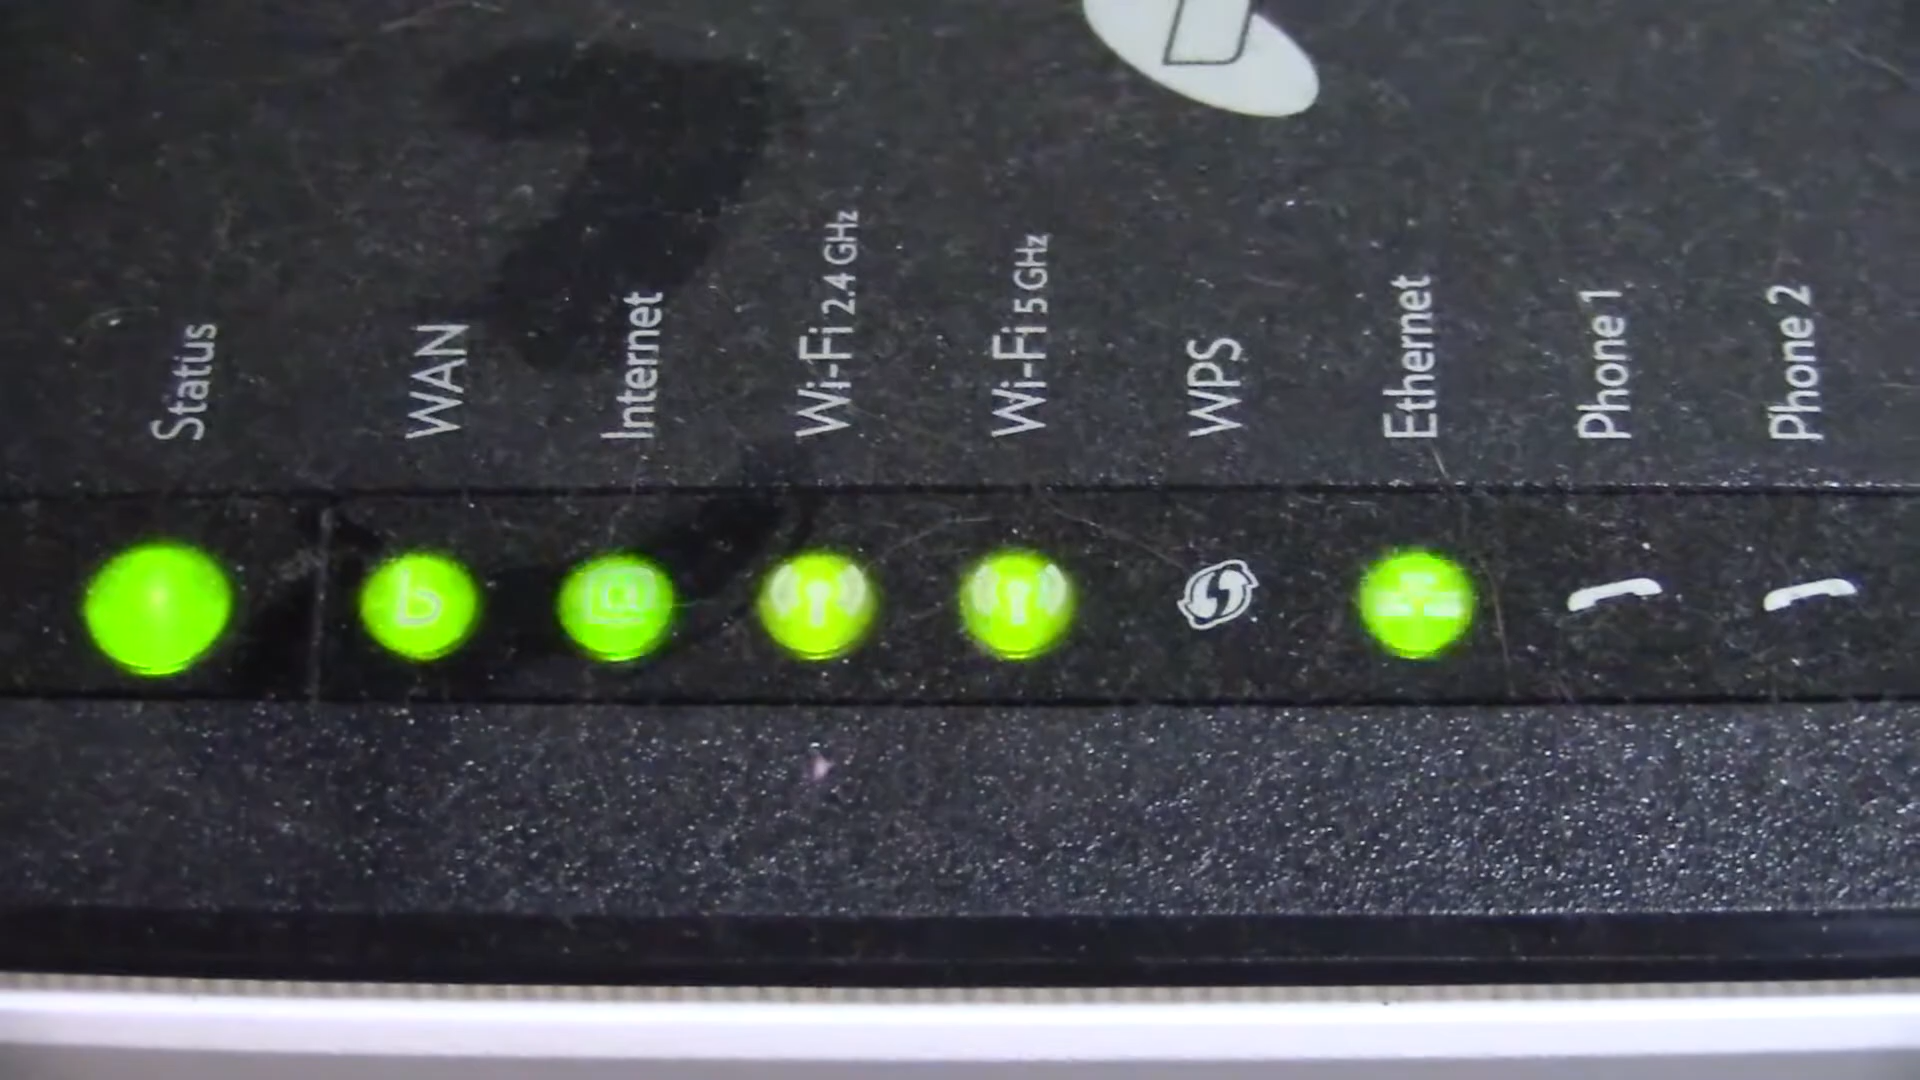 Status
WAN
Internet
Wi-Fi 2.4 GHz
Wi-Fi 5 GHz
WPS
Ethernet
Phone 1
Phone 2